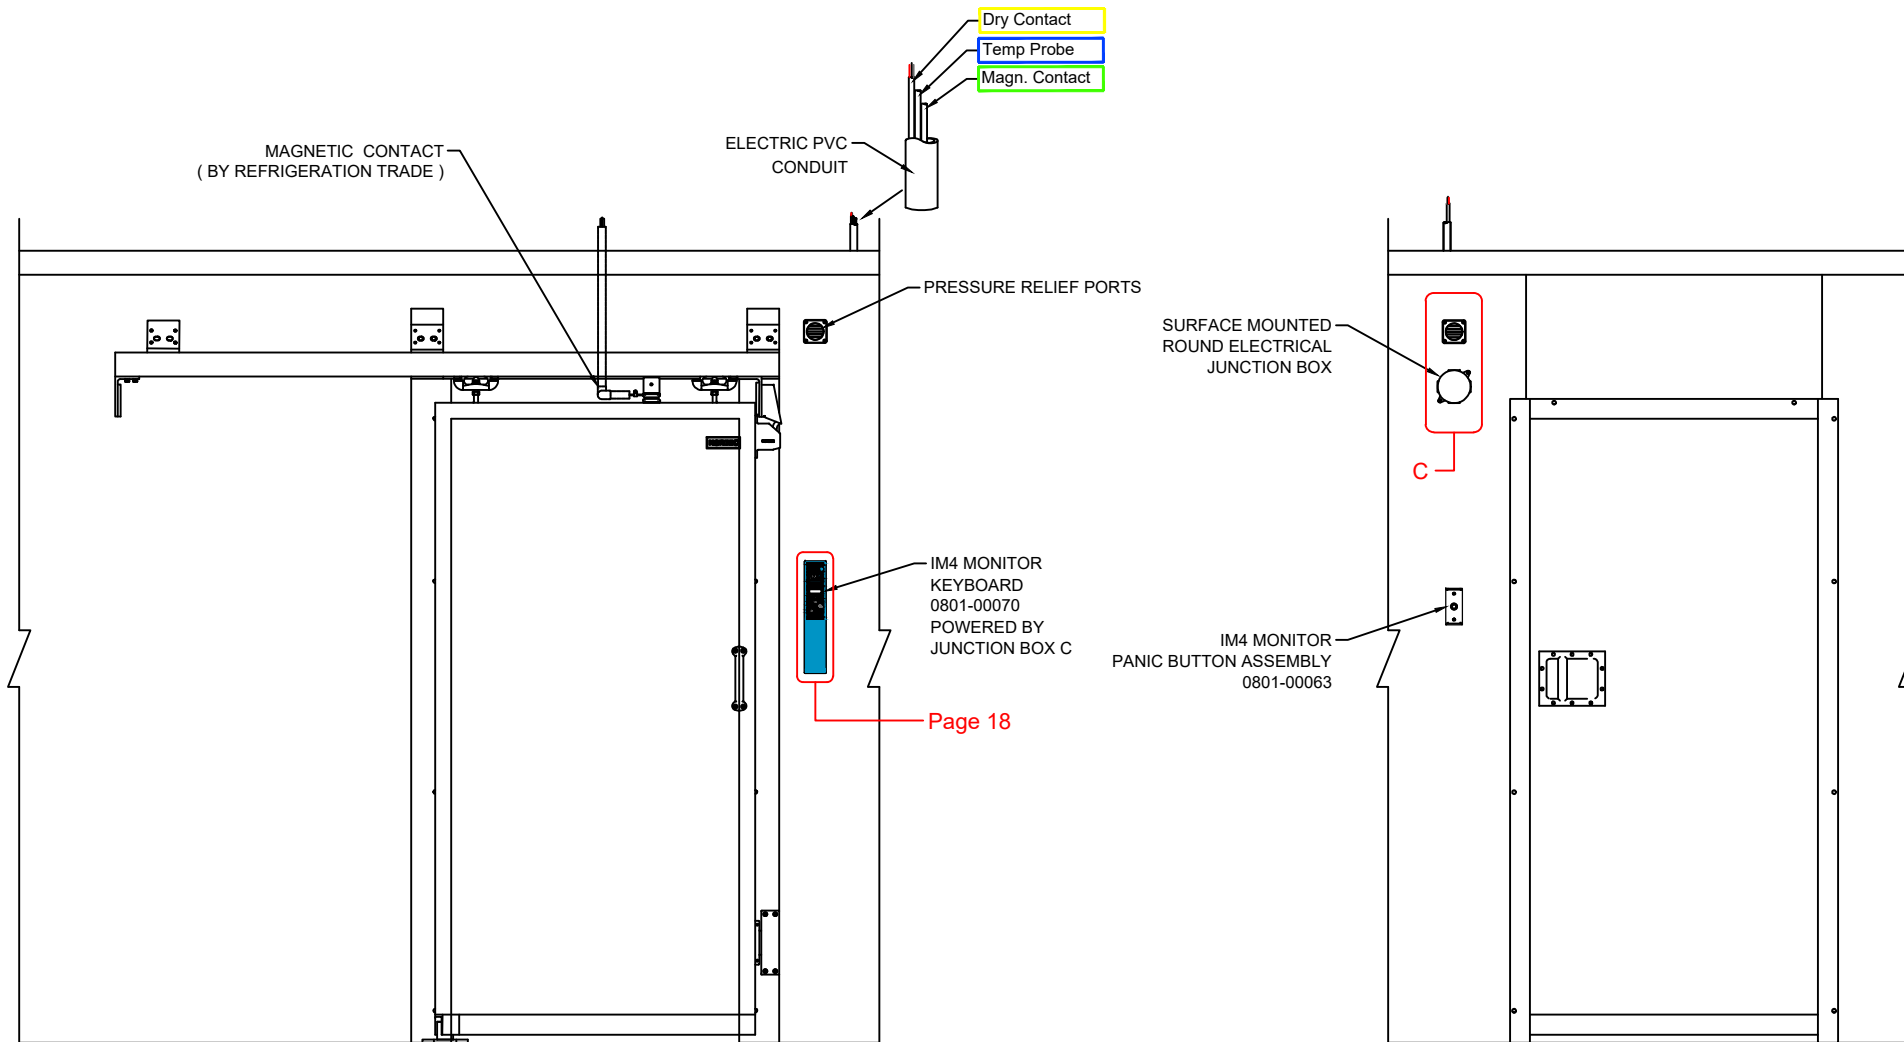 Dry Contact
Temp Probe
Magn. Contact
MAGNETIC CONTACT
( BY REFRIGERATION TRADE )
ELECTRIC PVC
CONDUIT
PRESSURE RELIEF PORTS
SURFACE MOUNTED
ROUND ELECTRICAL
JUNCTION BOX
C
IM4 MONITOR
KEYBOARD
0801-00070
POWERED BY
JUNCTION BOX C
IM4 MONITOR
PANIC BUTTON ASSEMBLY
0801-00063
Page 18